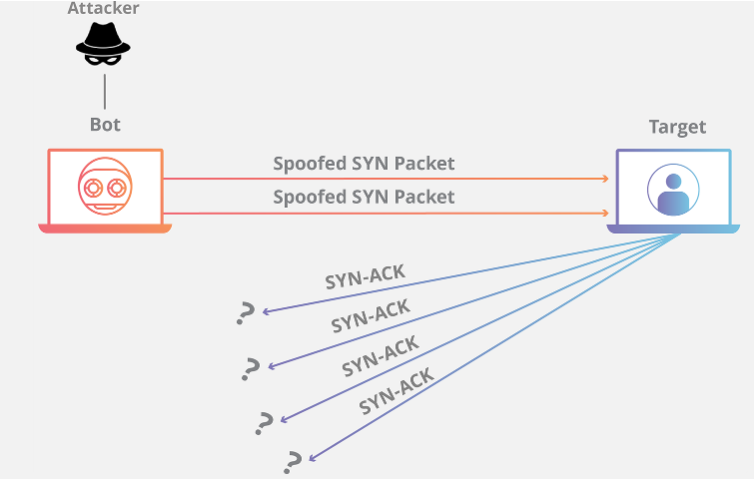 Attacker
Bot
Target
Spoofed SYN Packet
Spoofed SYN Packet
SYN-ACK
?
SYN-ACK
?
SYN-ACK
?
SYN-ACK
?